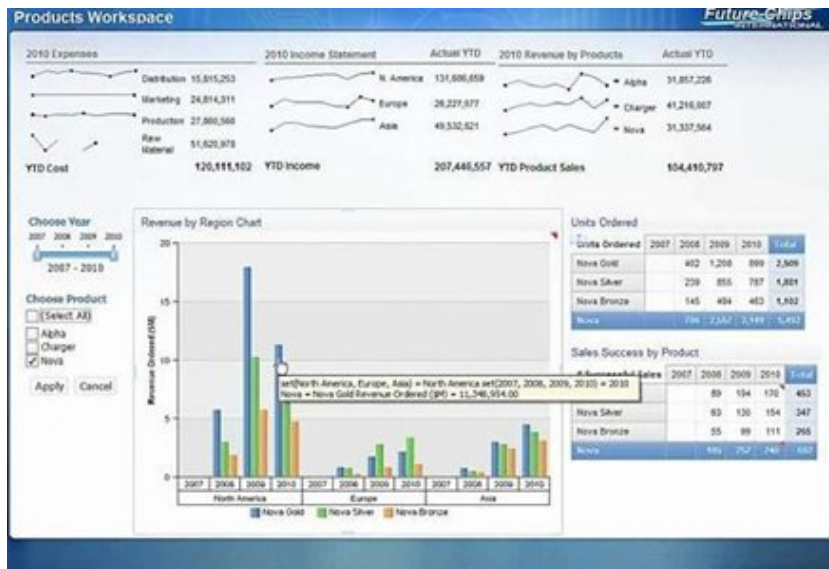 Products Workspace
Future-Chips
INTERNATIONAL
2010 Expenses
Distribution 15,815,253
Marketing 24,814,311
Production 27,860,560
Raw Material 51,620,978
YTD Cost 120,111,102
2010 Income Statement Actual YTD
N. America 131,686,659
Europe 26,227,677
Asia 49,532,621
YTD Income 207,446,557
2010 Revenue by Products Actual YTD
Alpha 31,857,226
Charger 41,216,007
Nova 31,337,564
YTD Product Sales 104,410,797
Choose Year
2007 2008 2009 2010
2007 - 2010
Choose Product
(Select All)
Alpha
Charger
Nova
Apply Cancel
Revenue by Region Chart
Revenue Ordered ($M)
20
15
10
5
0
set(North America, Europe, Asia) = North America set(2007, 2008, 2009, 2010) = 2010
Nova = Nova Gold Revenue Ordered ($M) = 11,348,954.00
2007 2008 2009 2010 2007 2008 2009 2010 2007 2008 2009 2010
North America Europe Asia
Nova Gold Nova Silver Nova Bronze
Units Ordered
Units Ordered 2007 2008 2009 2010 Total
Nova Gold 402 1,208 899 2,509
Nova Silver 239 855 787 1,881
Nova Bronze 145 494 463 1,102
Nova
Sales Success by Product
2007 2008 2009 2010 Total
89 194 170 453
Nova Silver 63 130 154 347
Nova Bronze 55 99 111 265
Nova